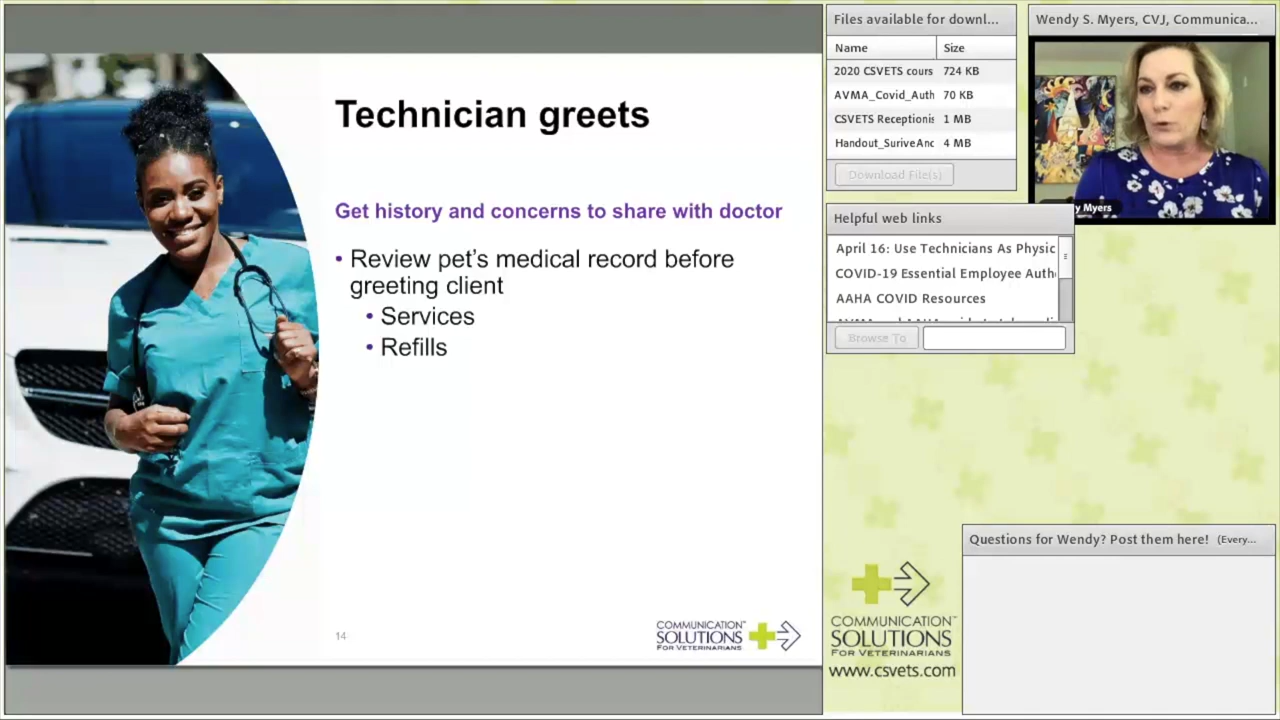 Technician greets
Get history and concerns to share with doctor
• Review pet's medical record before
greeting client
• Services
• Refills
14
COMMUNICATION™
SOLUTIONS
FOR VETERINARIANS
Files available for downl...
Name Size
2020 CSVETS cours 724 KB
AVMA_Covid_Auth 70 KB
CSVETS Receptionis 1 MB
Handout_SuriveAnc 4 MB
Download File(s)
Wendy S. Myers, CVJ, Communica...
y Myers
Helpful web links
April 16: Use Technicians As Physic
COVID-19 Essential Employee Auth
AAHA COVID Resources
Browse To
COMMUNICATION™
SOLUTIONS
FOR VETERINARIANS
www.csvets.com
Questions for Wendy? Post them here! (Every...